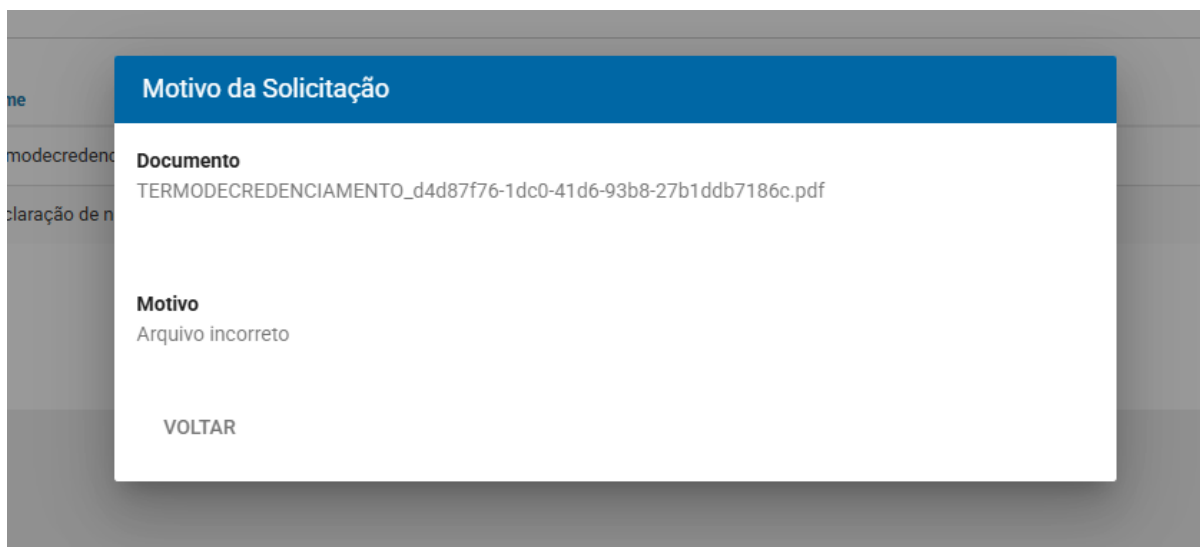 Motivo da Solicitação
me
modecredenc
Documento
TERMODECREDENCIAMENTO_d4d87f76-1dc0-41d6-93b8-27b1ddb7186c.pdf
claração de n
Motivo
Arquivo incorreto
VOLTAR